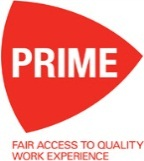 PRIME
FAIR ACCESS TO QUALITY
WORK EXPERIENCE